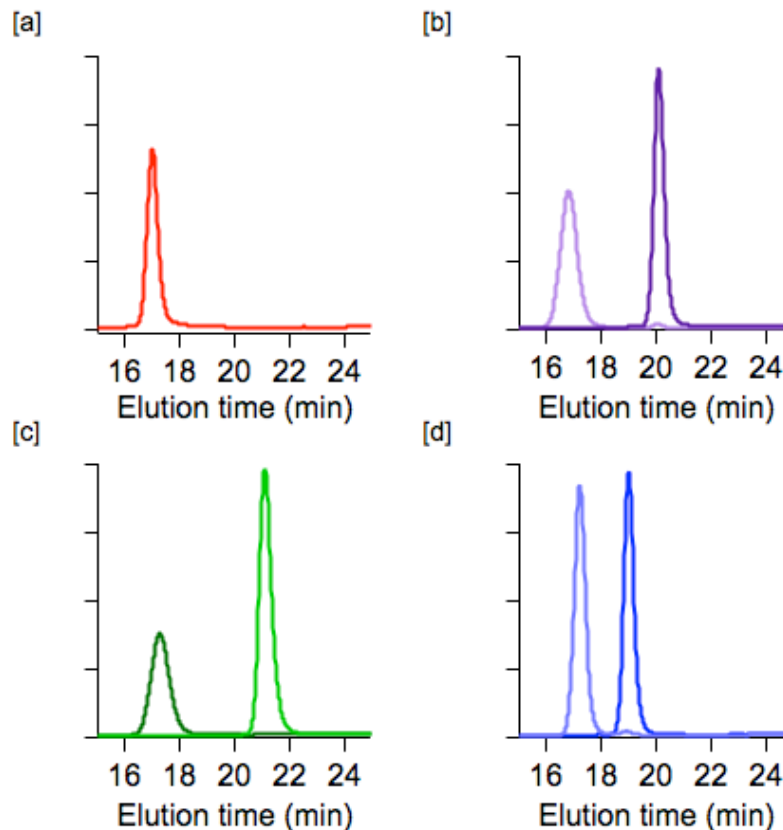 [a]
[b]
16 18 20 22 24
Elution time (min)
16 18 20 22 24
Elution time (min)
[c]
[d]
16 18 20 22 24
Elution time (min)
16 18 20 22 24
Elution time (min)